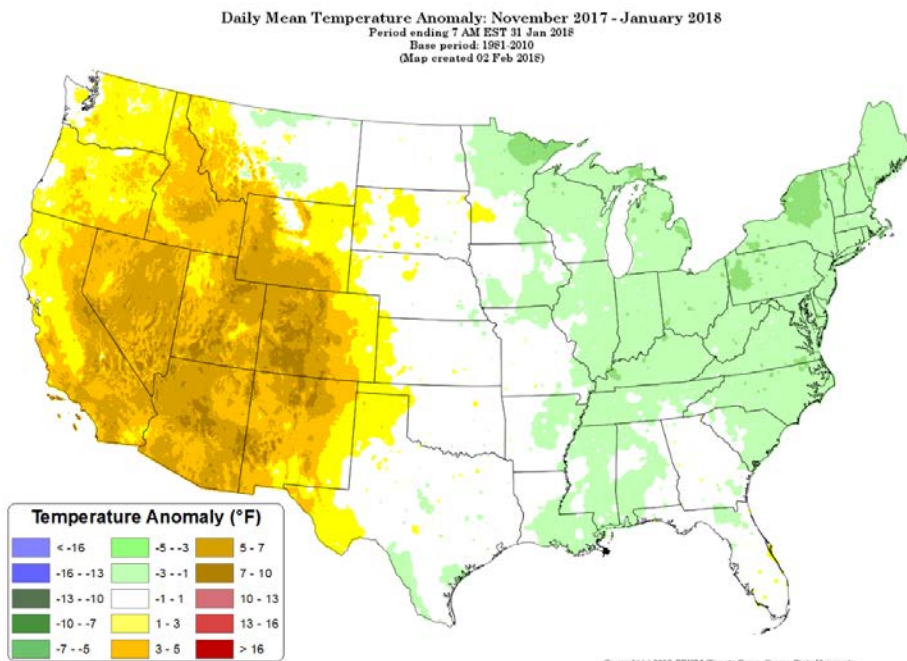 Daily Mean Temperature Anomaly: November 2017 - January 2018
Period ending 7 AM EST 31 Jan 2018
Base period: 1981-2010
(Map created 02 Feb 2018)
Temperature Anomaly (°F)
< -16
-5 - -3
5 - 7
-16 - -13
-3 - -1
7 - 10
-13 - -10
-1 - 1
10 - 13
-10 - -7
1 - 3
13 - 16
-7 - -5
3 - 5
> 16